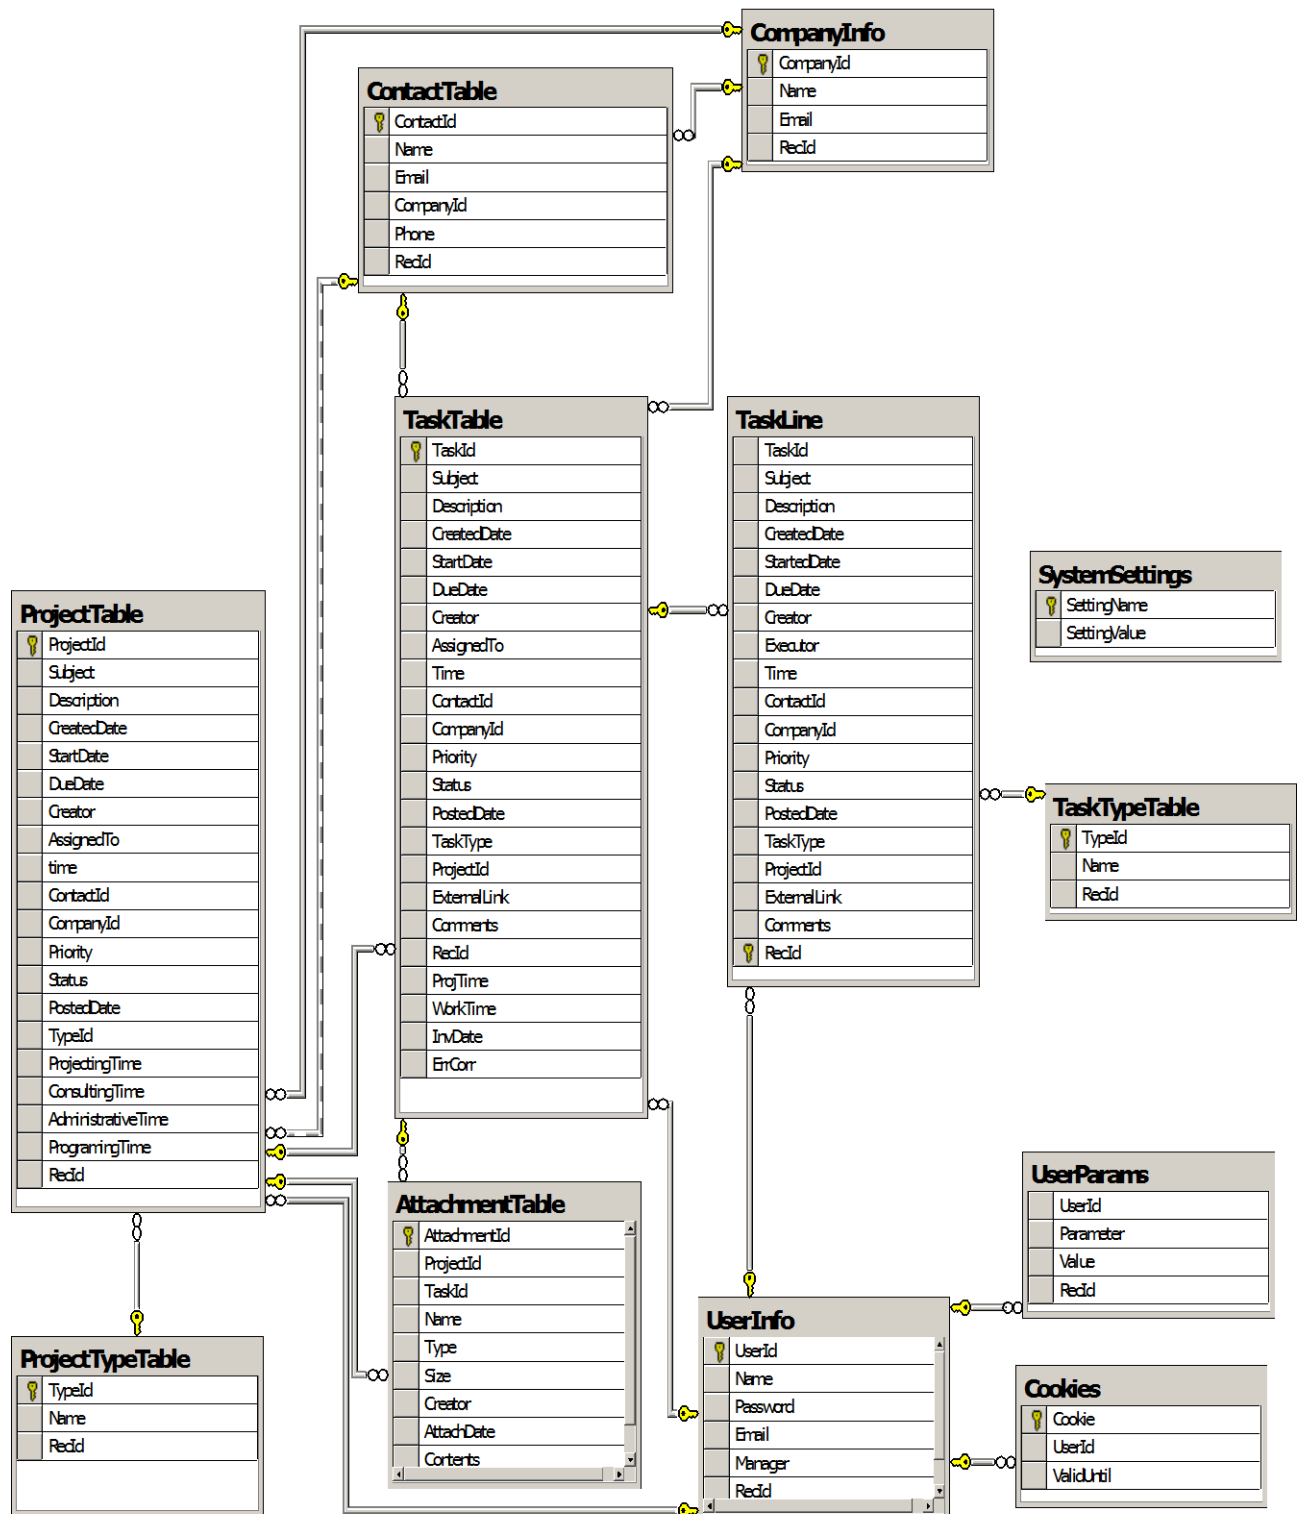 CompanyInfo
CompanyId
Name
Email
RecId
ContactTable
ContactId
Name
Email
CompanyId
Phone
RecId
TaskTable
TaskId
Subject
Description
CreatedDate
StartDate
DueDate
Creator
AssignedTo
Time
ContactId
CompanyId
Priority
Status
PostedDate
TaskType
ProjectId
ExternalLink
Comments
RecId
ProjTime
WorkTime
InvDate
ErrCorr
TaskLine
TaskId
Subject
Description
CreatedDate
StartedDate
DueDate
Creator
Executor
Time
ContactId
CompanyId
Priority
Status
PostedDate
TaskType
ProjectId
ExternalLink
Comments
RecId
SystemSettings
SettingName
SettingValue
ProjectTable
ProjectId
Subject
Description
CreatedDate
StartDate
DueDate
Creator
AssignedTo
time
ContactId
CompanyId
Priority
Status
PostedDate
TypeId
ProjectingTime
ConsultingTime
AdministrativeTime
ProgramingTime
RecId
TaskTypeTable
TypeId
Name
RecId
AttachmentTable
AttachmentId
ProjectId
TaskId
Name
Type
Size
Creator
AttachDate
Contents
UserParams
UserId
Parameter
Value
RecId
UserInfo
UserId
Name
Password
Email
Manager
RecId
ProjectTypeTable
TypeId
Name
RecId
Cookies
Cookie
UserId
ValidUntil